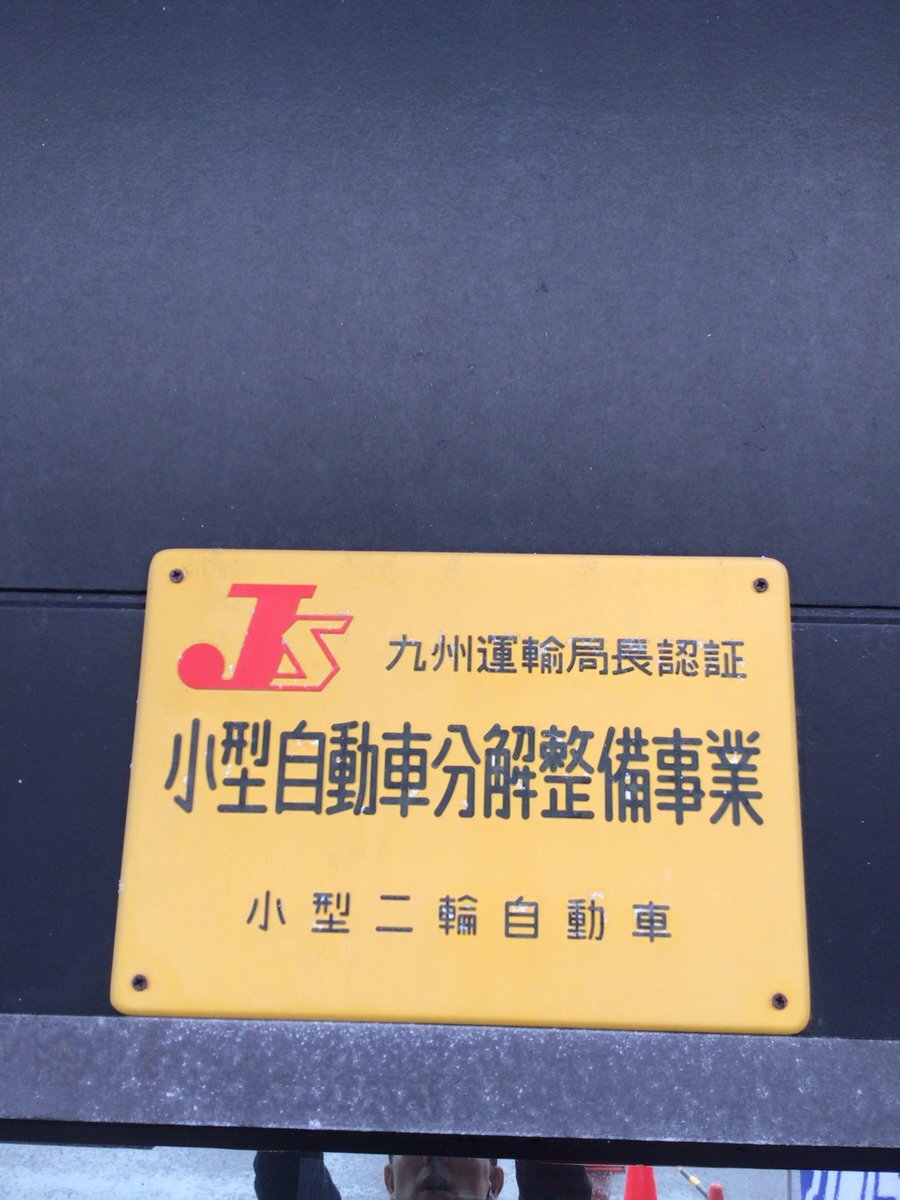 JS 九州運輸局長認証
小型自動車分解整備事業
小型二輪自動車